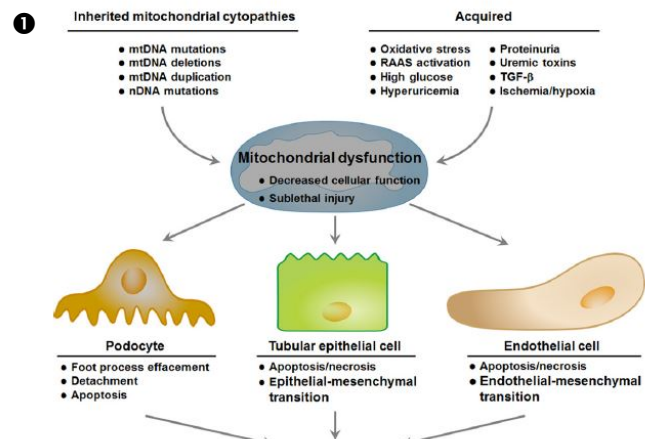 1
Inherited mitochondrial cytopathies
● mtDNA mutations
● mtDNA deletions
● mtDNA duplication
● nDNA mutations
Acquired
● Oxidative stress
● RAAS activation
● High glucose
● Hyperuricemia
● Proteinuria
● Uremic toxins
● TGF-β
● Ischemia/hypoxia
Mitochondrial dysfunction
● Decreased cellular function
● Sublethal injury
Podocyte
● Foot process effacement
● Detachment
● Apoptosis
Tubular epithelial cell
● Apoptosis/necrosis
● Epithelial-mesenchymal
transition
Endothelial cell
● Apoptosis/necrosis
● Endothelial-mesenchymal
transition